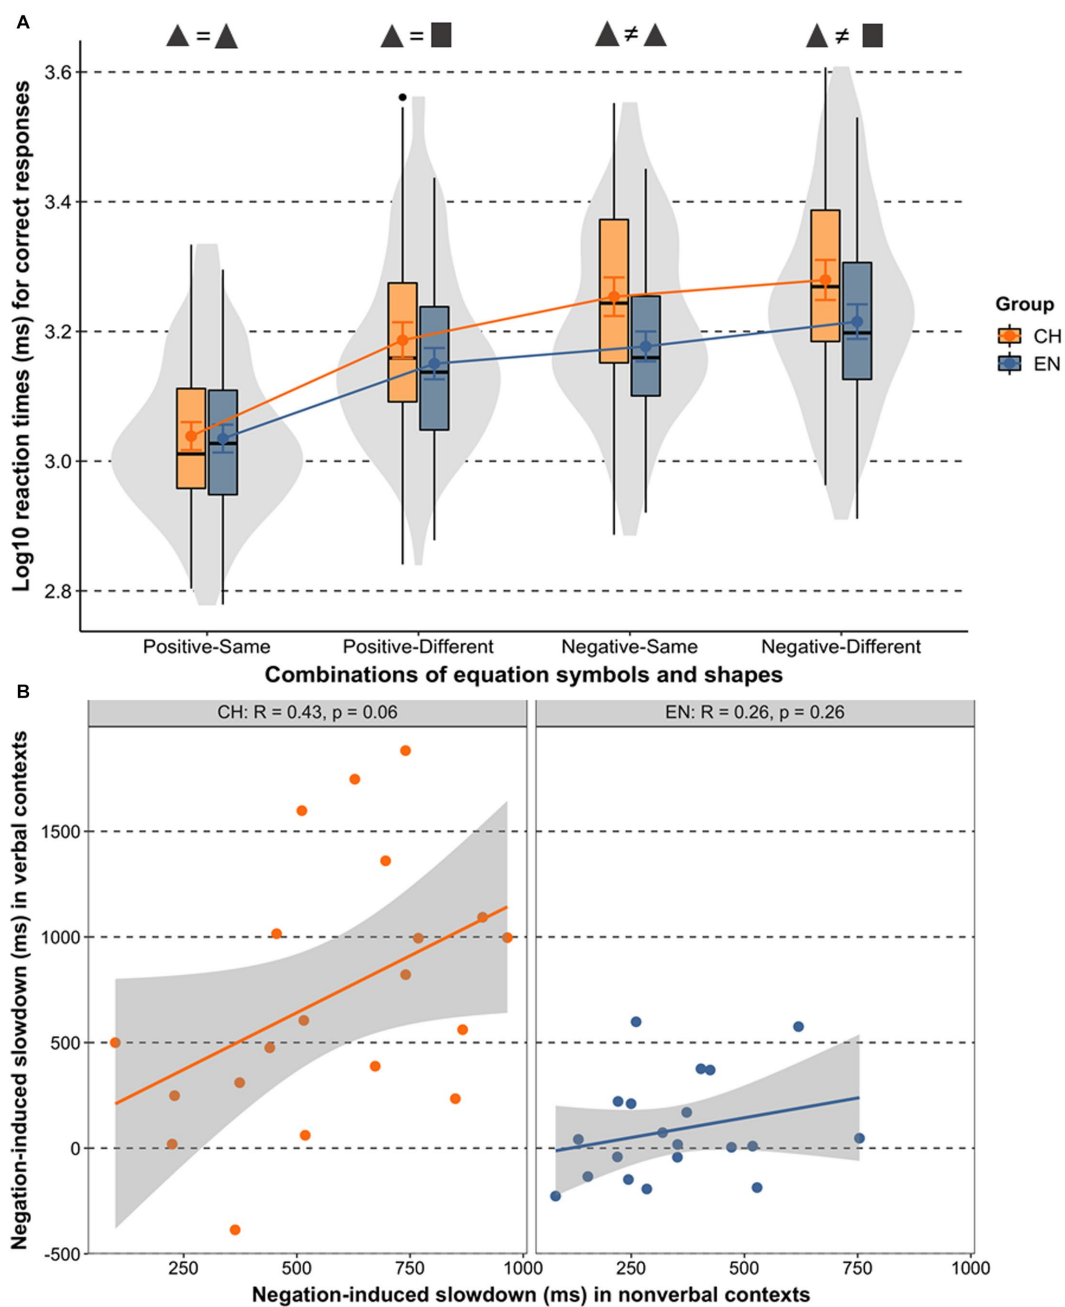 A
= = ≠ ≠
Log10 reaction times (ms) for correct responses
3.6
3.4
3.2
3.0
2.8
Positive-Same Positive-Different Negative-Same Negative-Different
Combinations of equation symbols and shapes
Group
CH
EN
B
CH: R = 0.43, p = 0.06 EN: R = 0.26, p = 0.26
Negation-induced slowdown (ms) in verbal contexts
1500
1000
500
0
-500
250 500 750 1000 250 500 750 1000
Negation-induced slowdown (ms) in nonverbal contexts